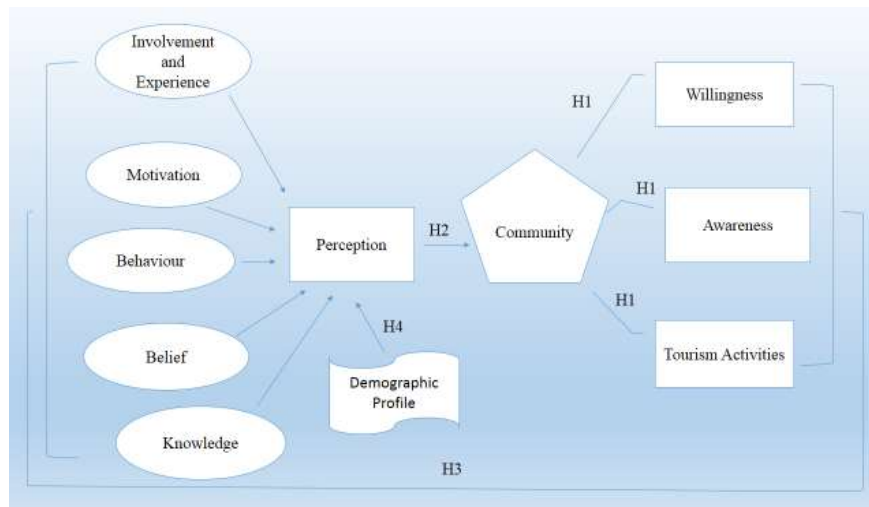 Involvement
and
Experience
Motivation
Behaviour
Belief
Knowledge
Perception
H2
H4
Demographic
Profile
Community
H1
H1
H1
Willingness
Awareness
Tourism Activities
H3